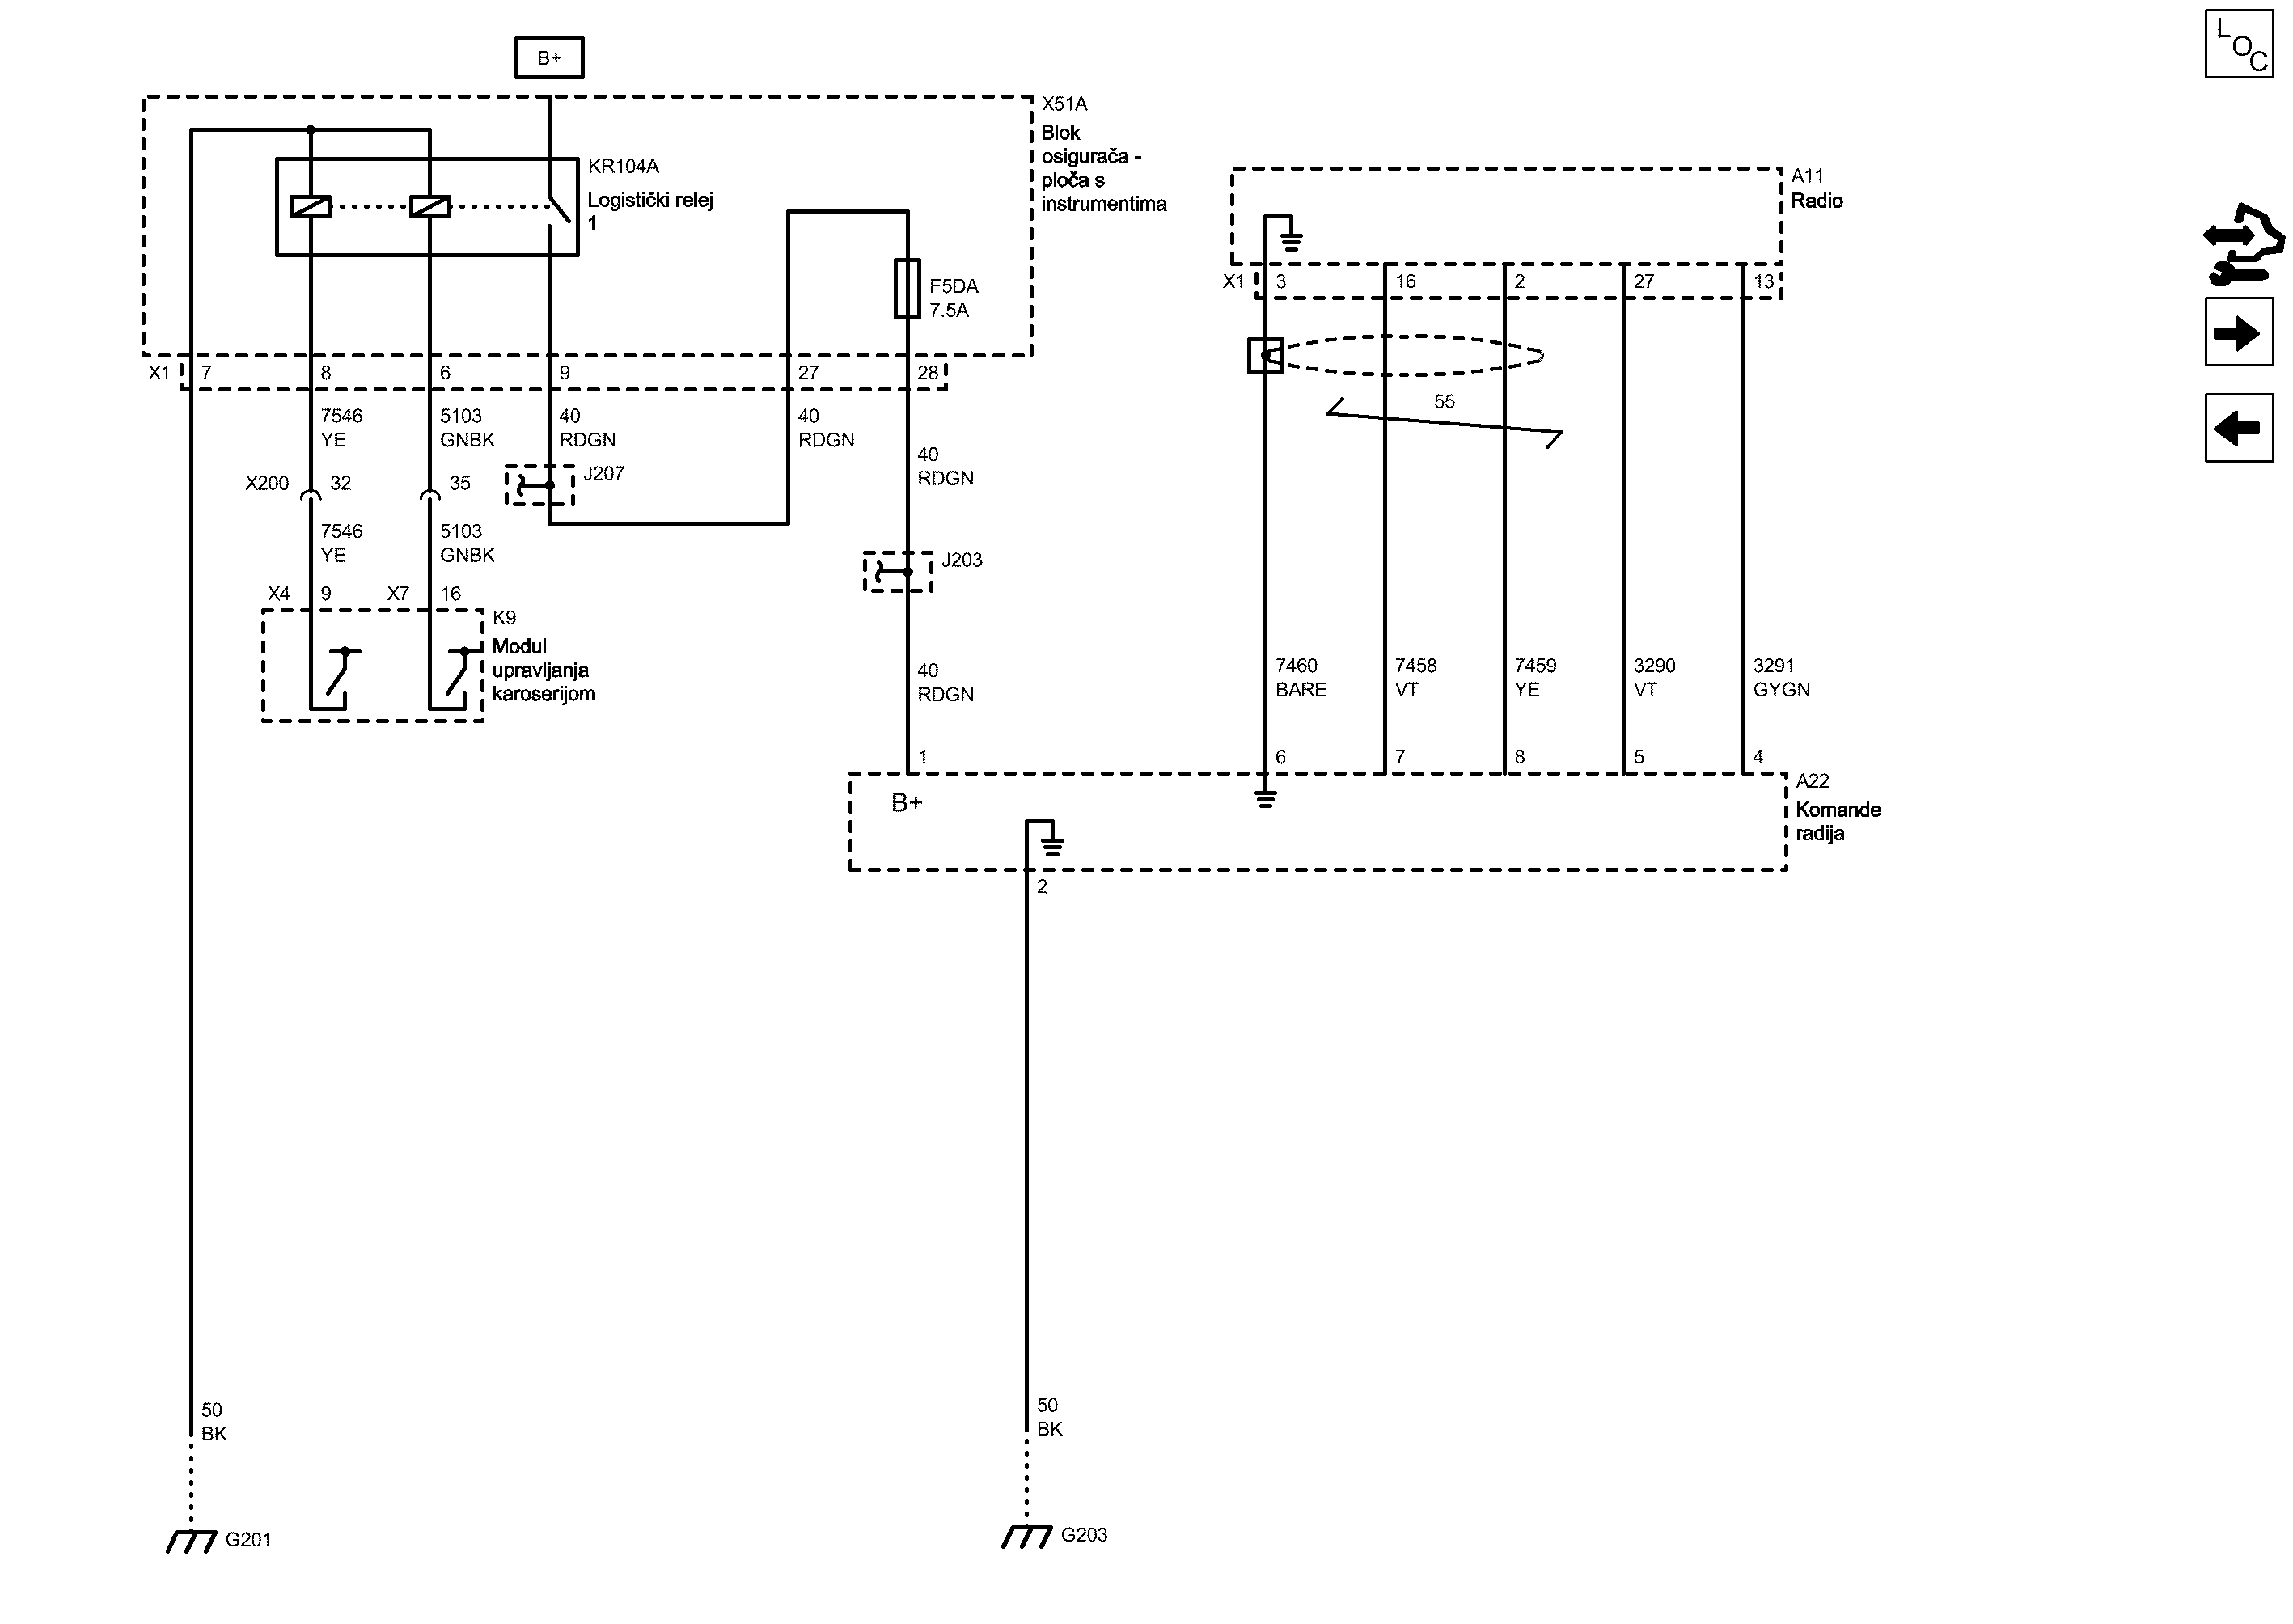 B+
X51A
Blok
osigurača -
ploča s
instrumentima
KR104A
Logistički relej
1
F5DA
7.5A
X1 7 8 6 9 27 28
7546
YE
5103
GNBK
40
RDGN
40
RDGN
40
RDGN
X200 32 35
J207
7546
YE
5103
GNBK
J203
X4 9 X7 16
K9
Modul
upravljanja
karoserijom
40
RDGN
A11
Radio
X1 3 16 2 27 13
55
7460
BARE
7458
VT
7459
YE
3290
VT
3291
GYGN
1 6 7 8 5 4
B+
A22
Komande
radija
2
50
BK
50
BK
G201
G203
LOC